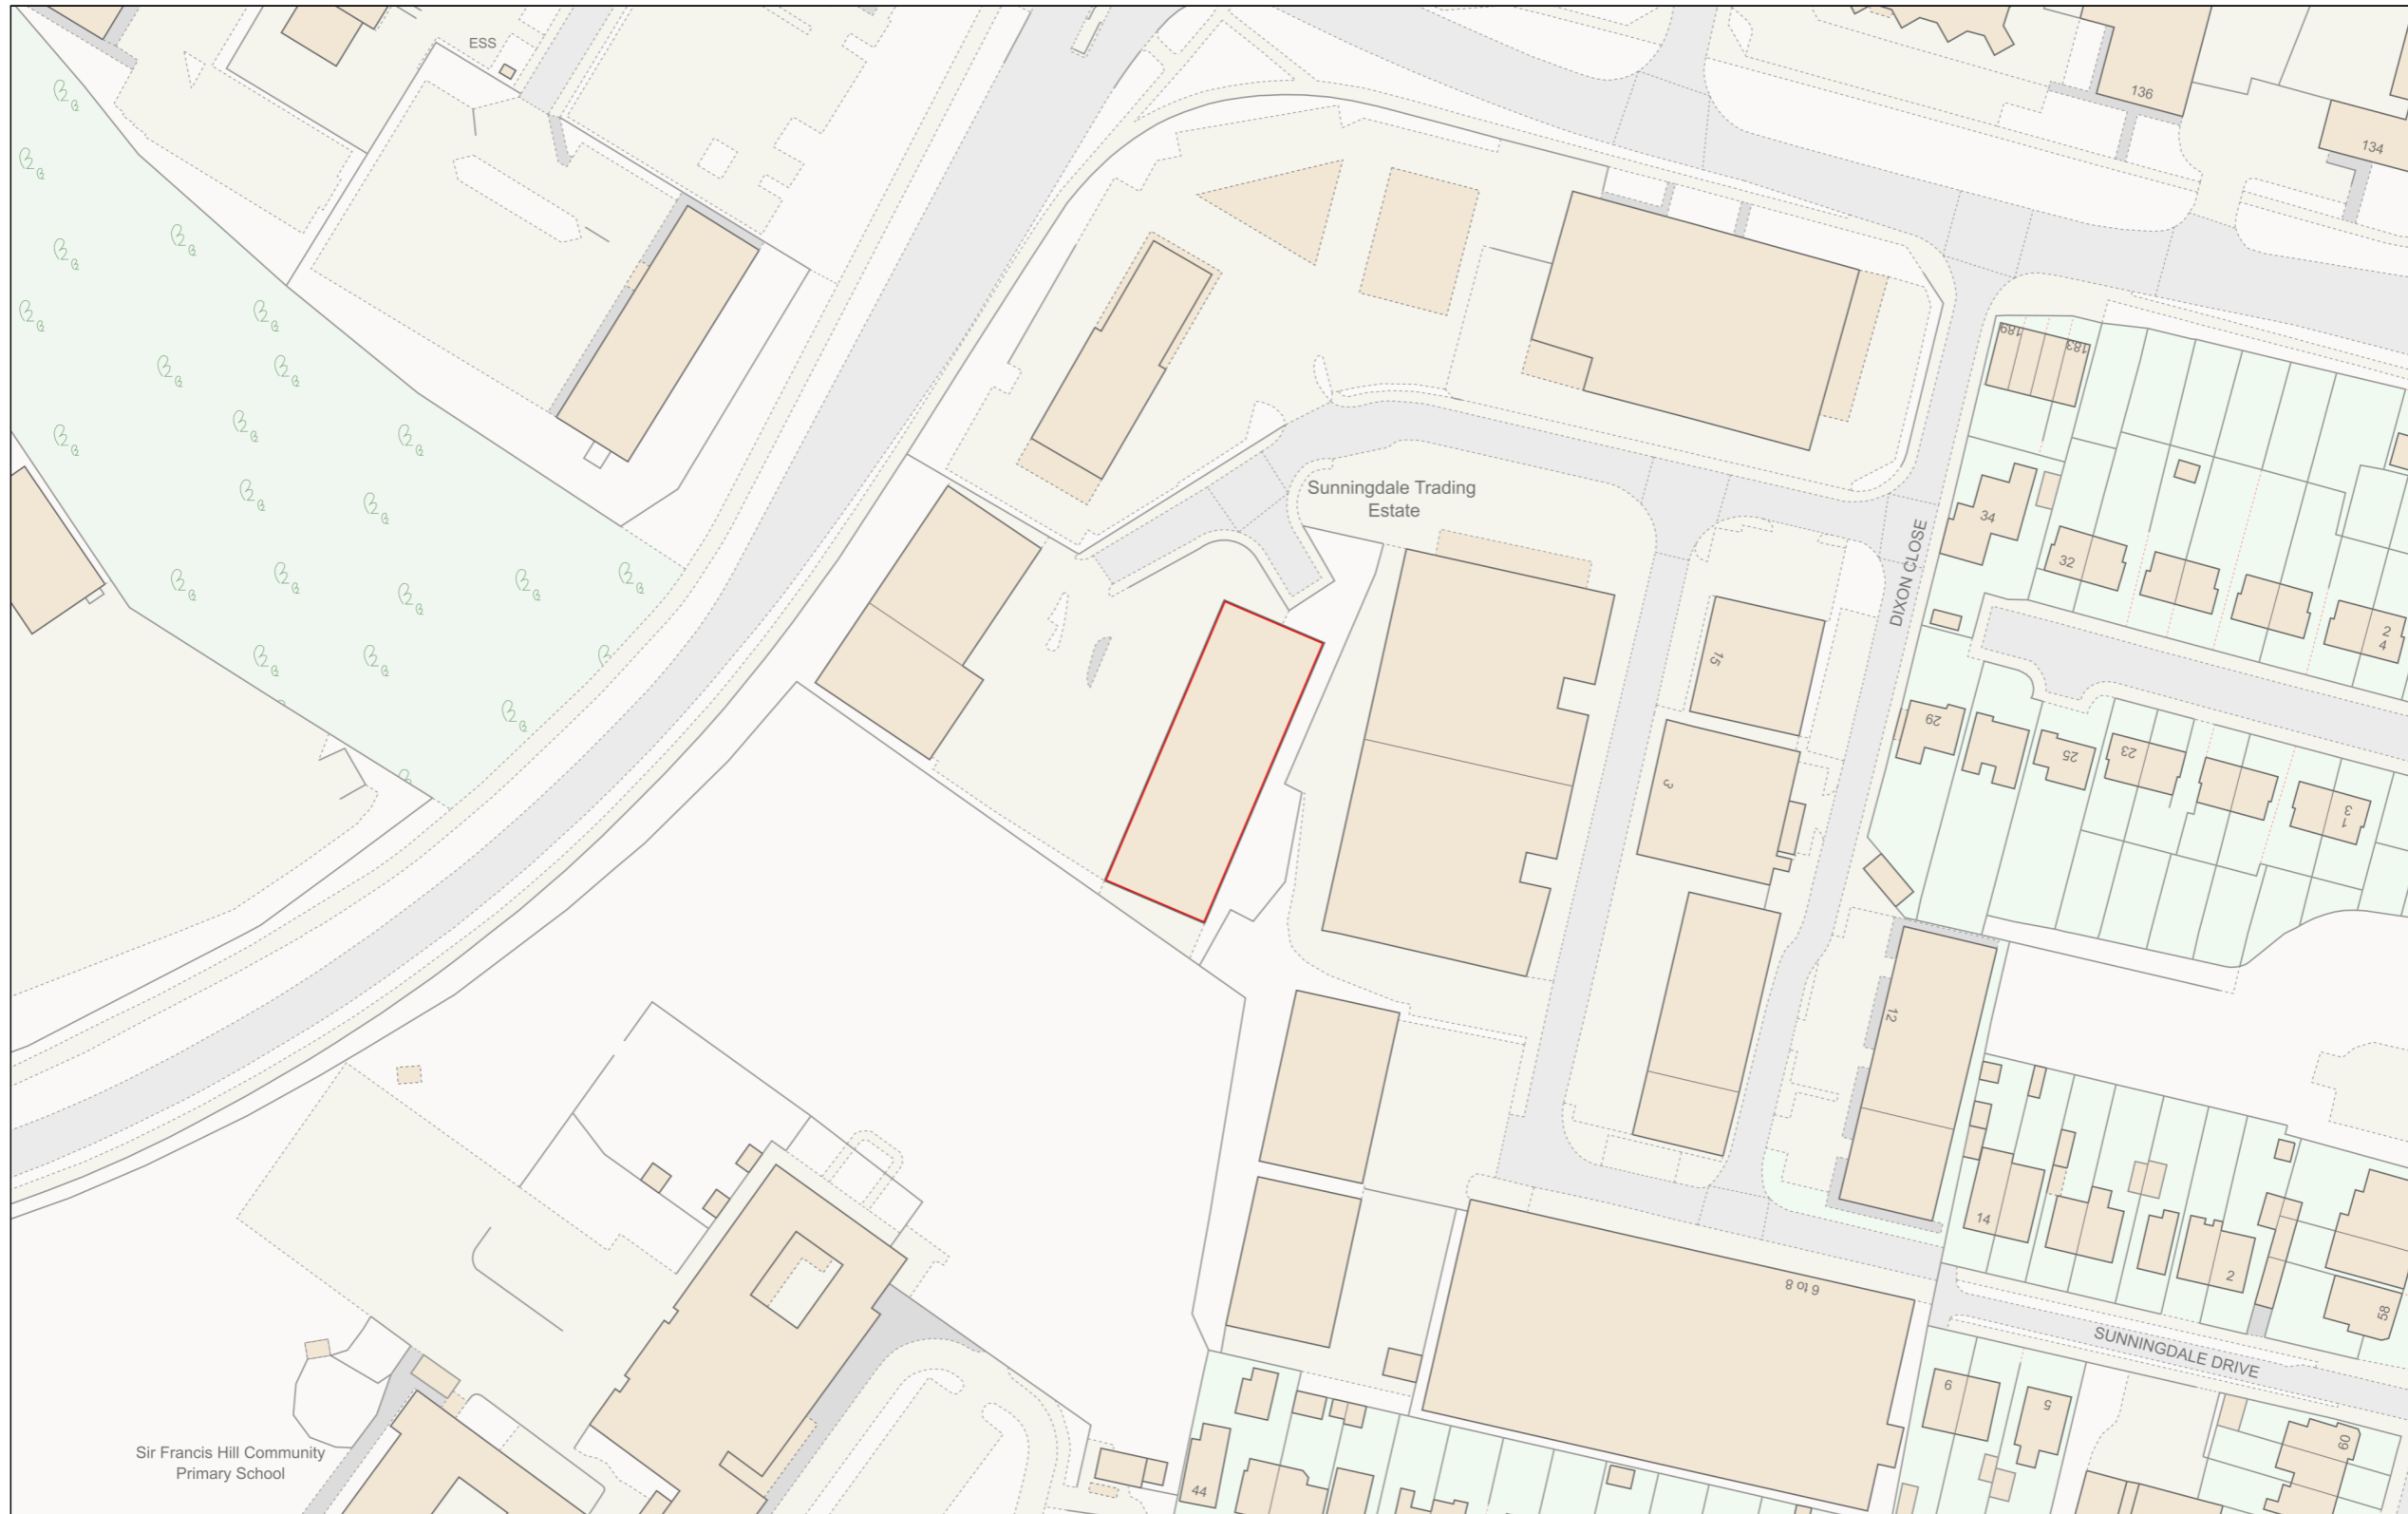 ESS
136
134
189
183
Sunningdale Trading
Estate
34
32
DIXON CLOSE
2
4
15
29
25
23
3
3
1
12
14
2
58
6 to 8
SUNNINGDALE DRIVE
6
5
60
44
Sir Francis Hill Community
Primary School